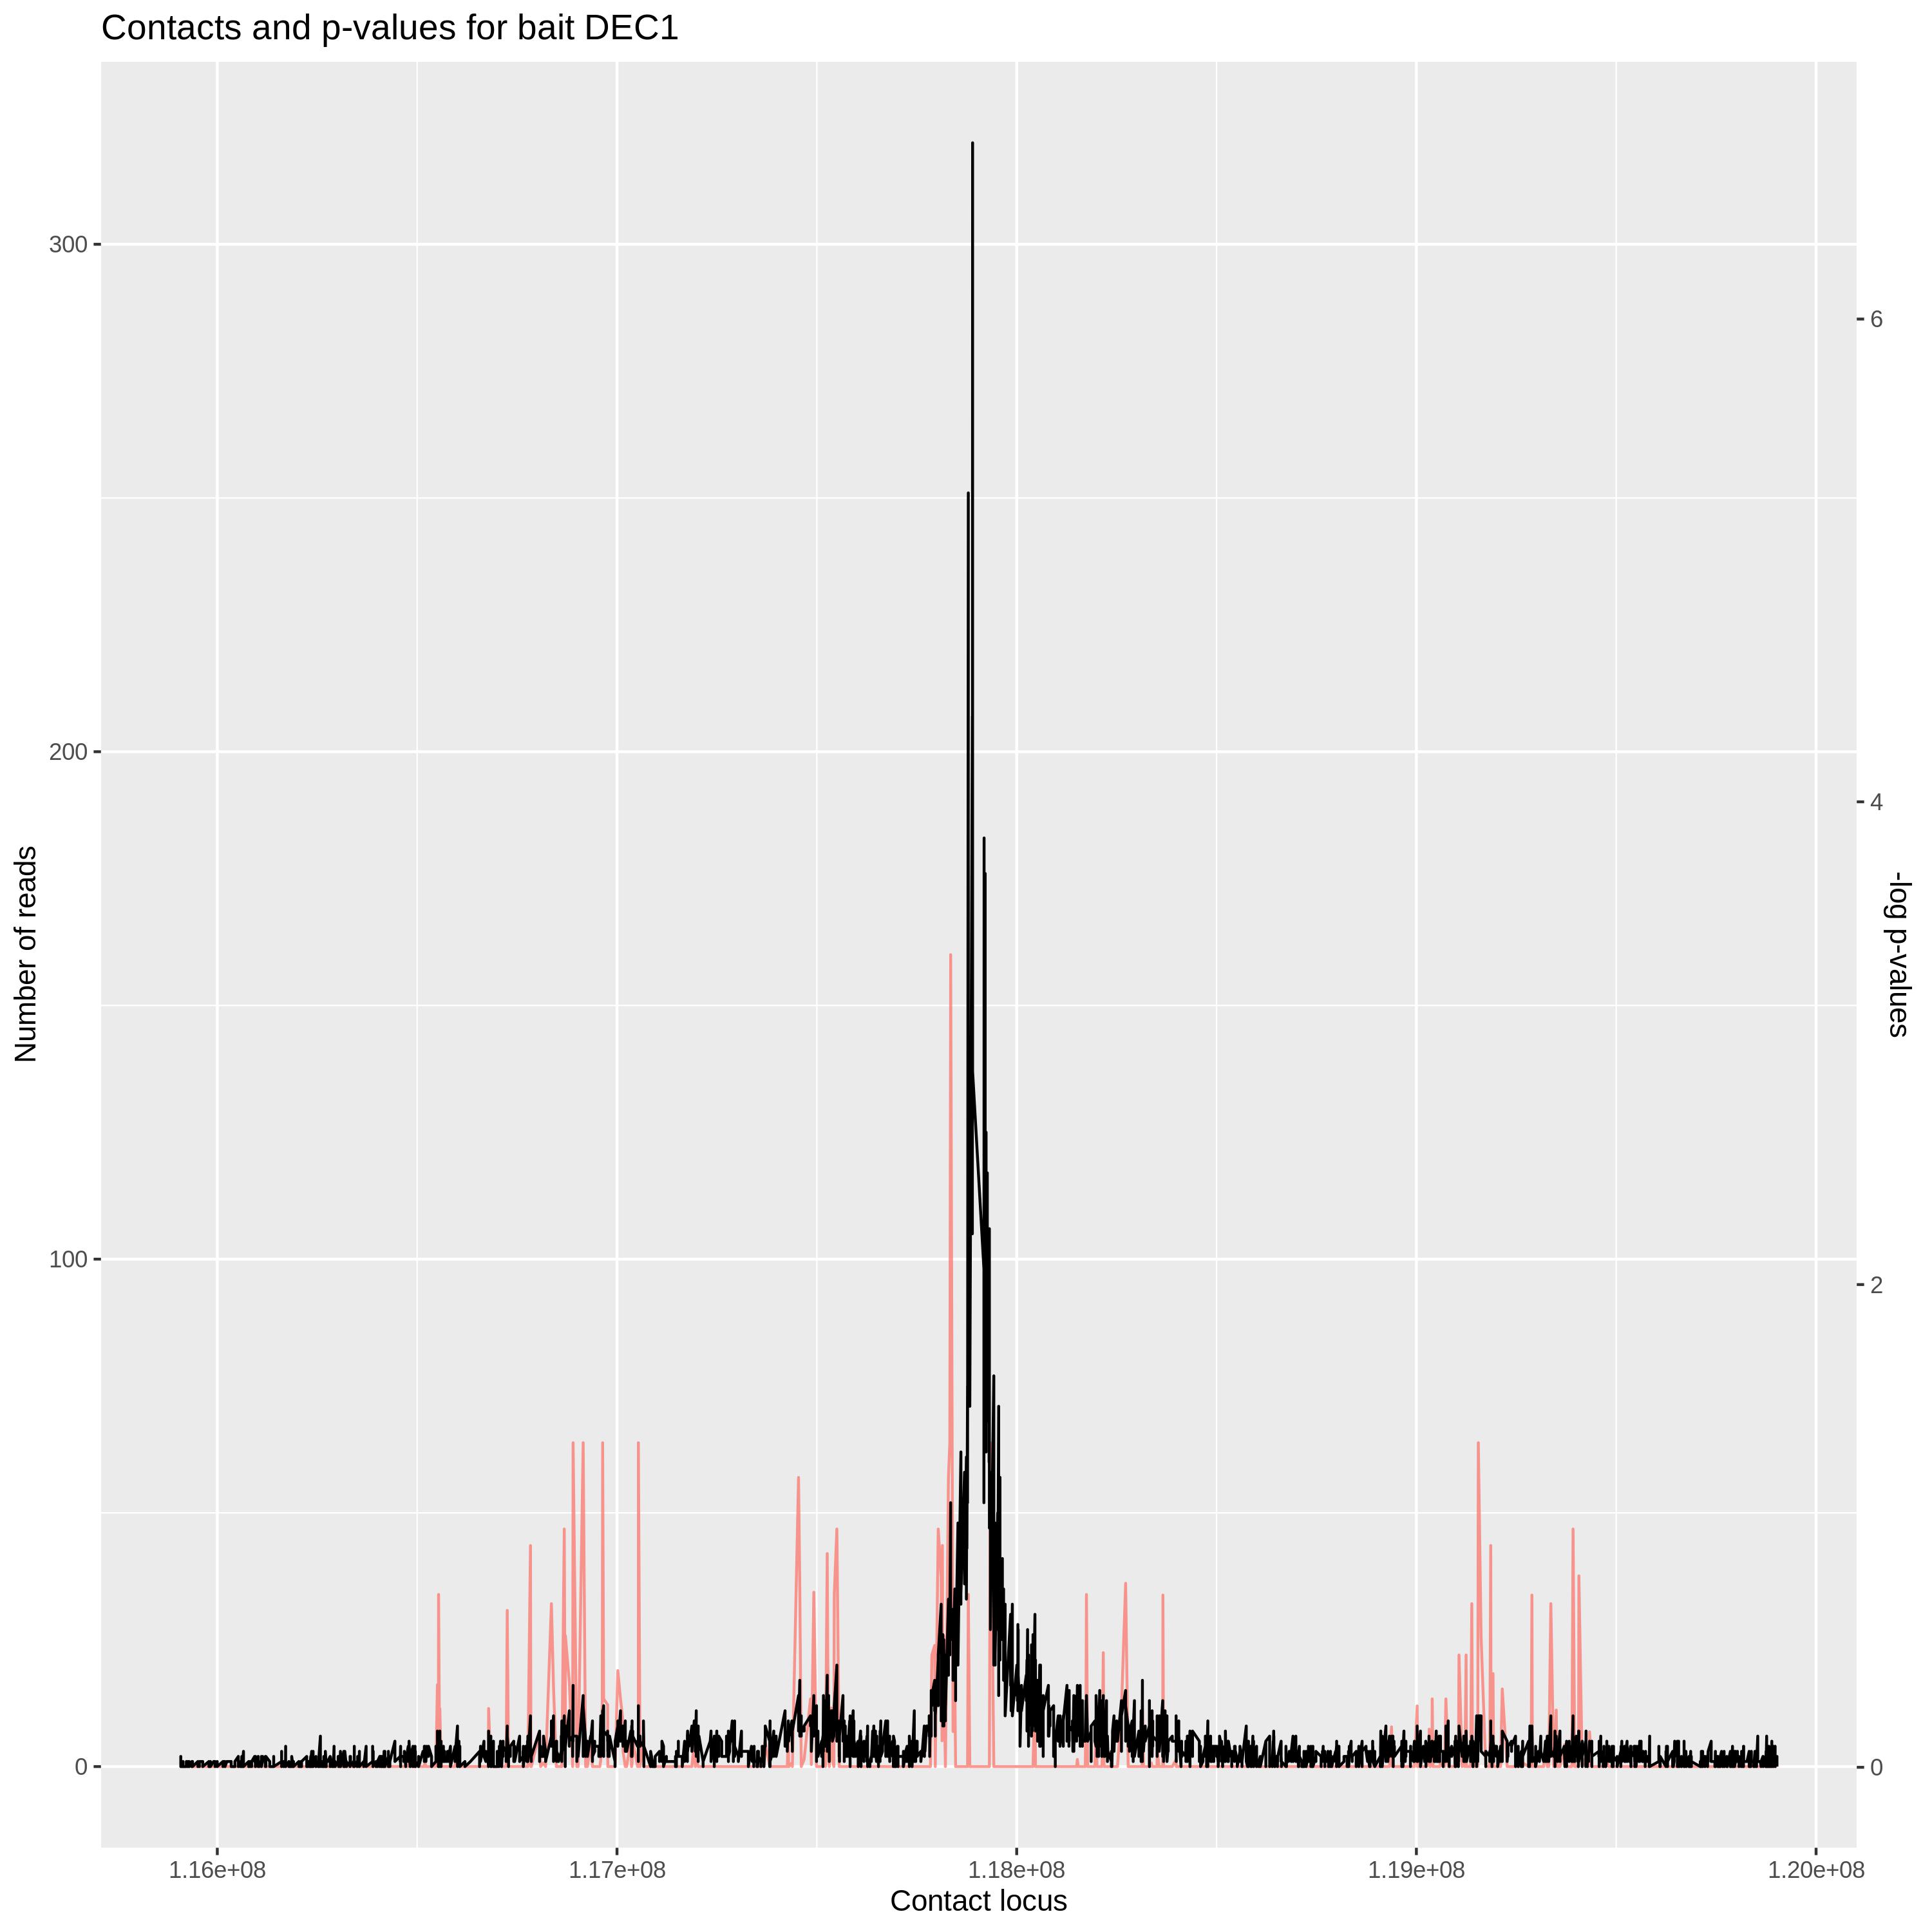 Contacts and p-values for bait DEC1
300
200
100
0
Number of reads
6
4
2
0
-log p-values
1.16e+08
1.17e+08
1.18e+08
1.19e+08
1.20e+08
Contact locus